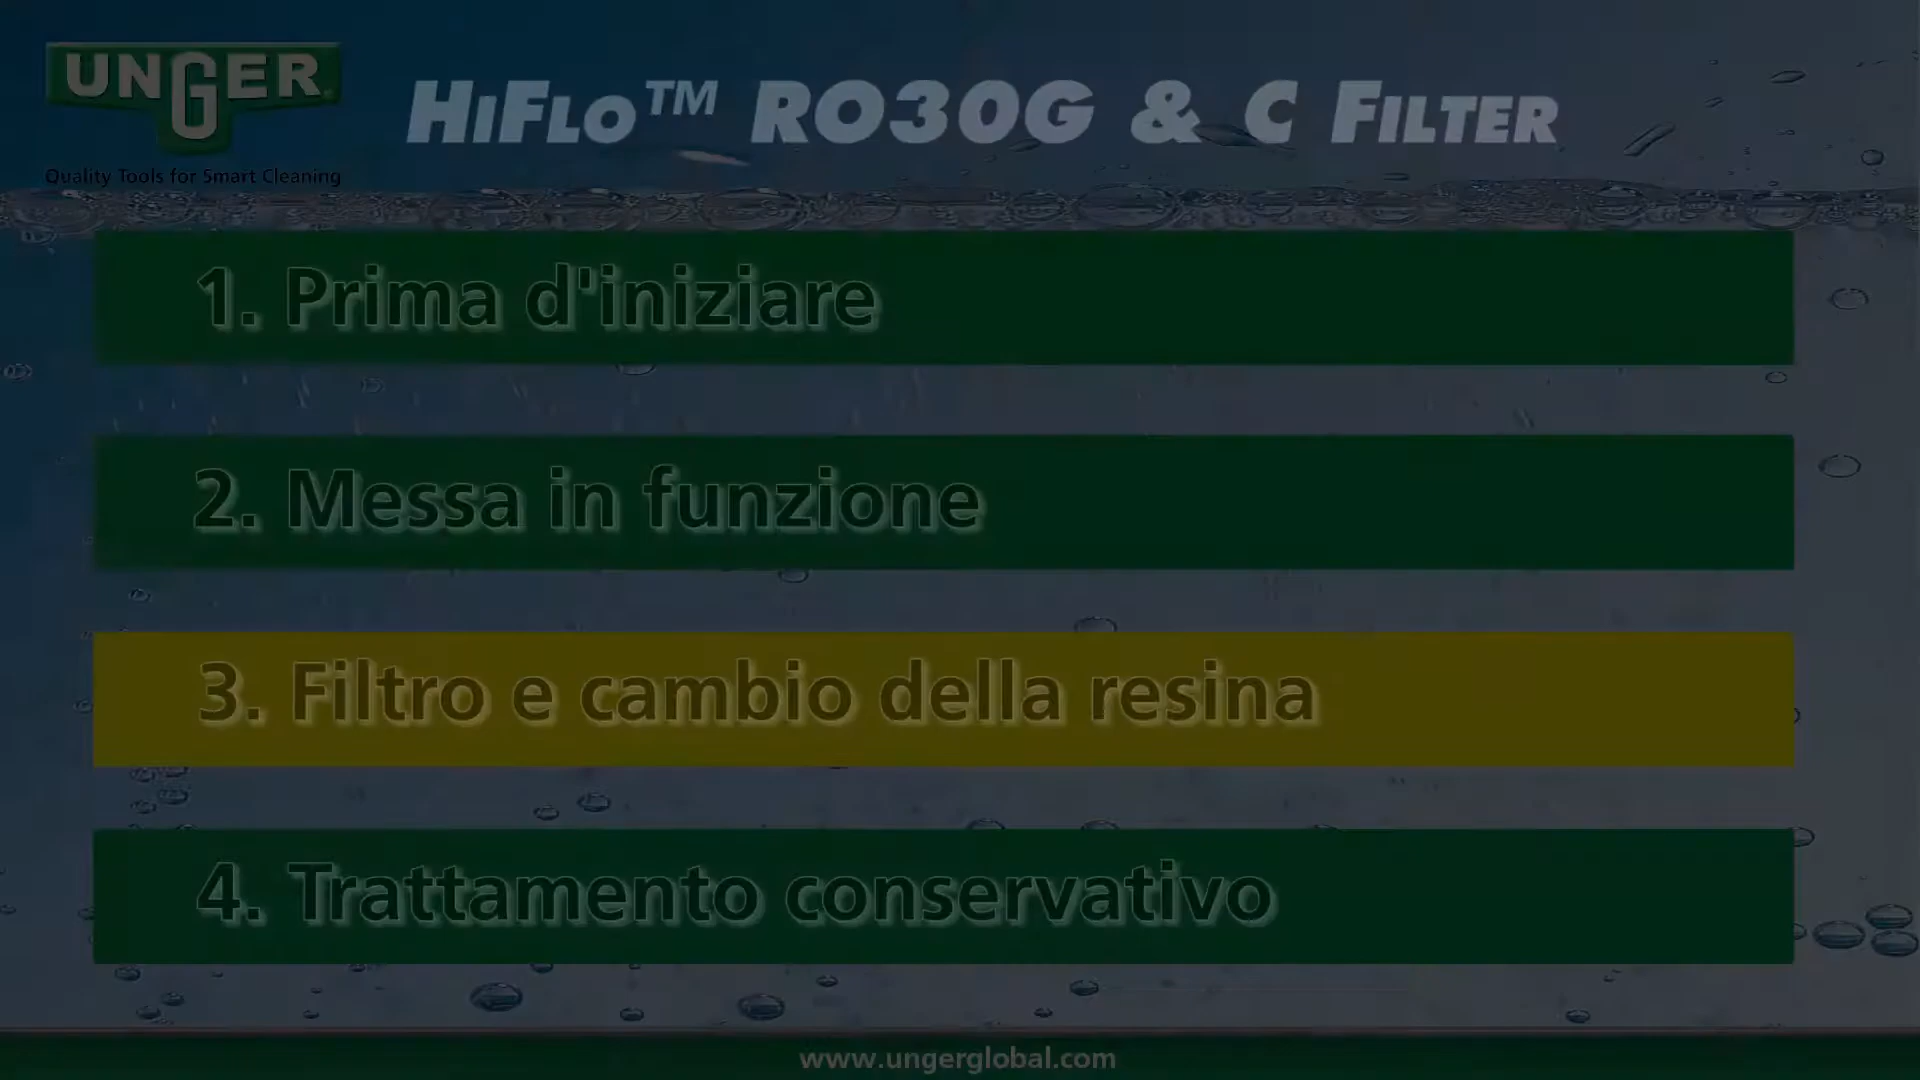 UNGER
Quality Tools for Smart Cleaning
HiFlo™ RO30G & C Filter
1. Prima d'iniziare
2. Messa in funzione
3. Filtro e cambio della resina
4. Trattamento conservativo
www.ungerglobal.com